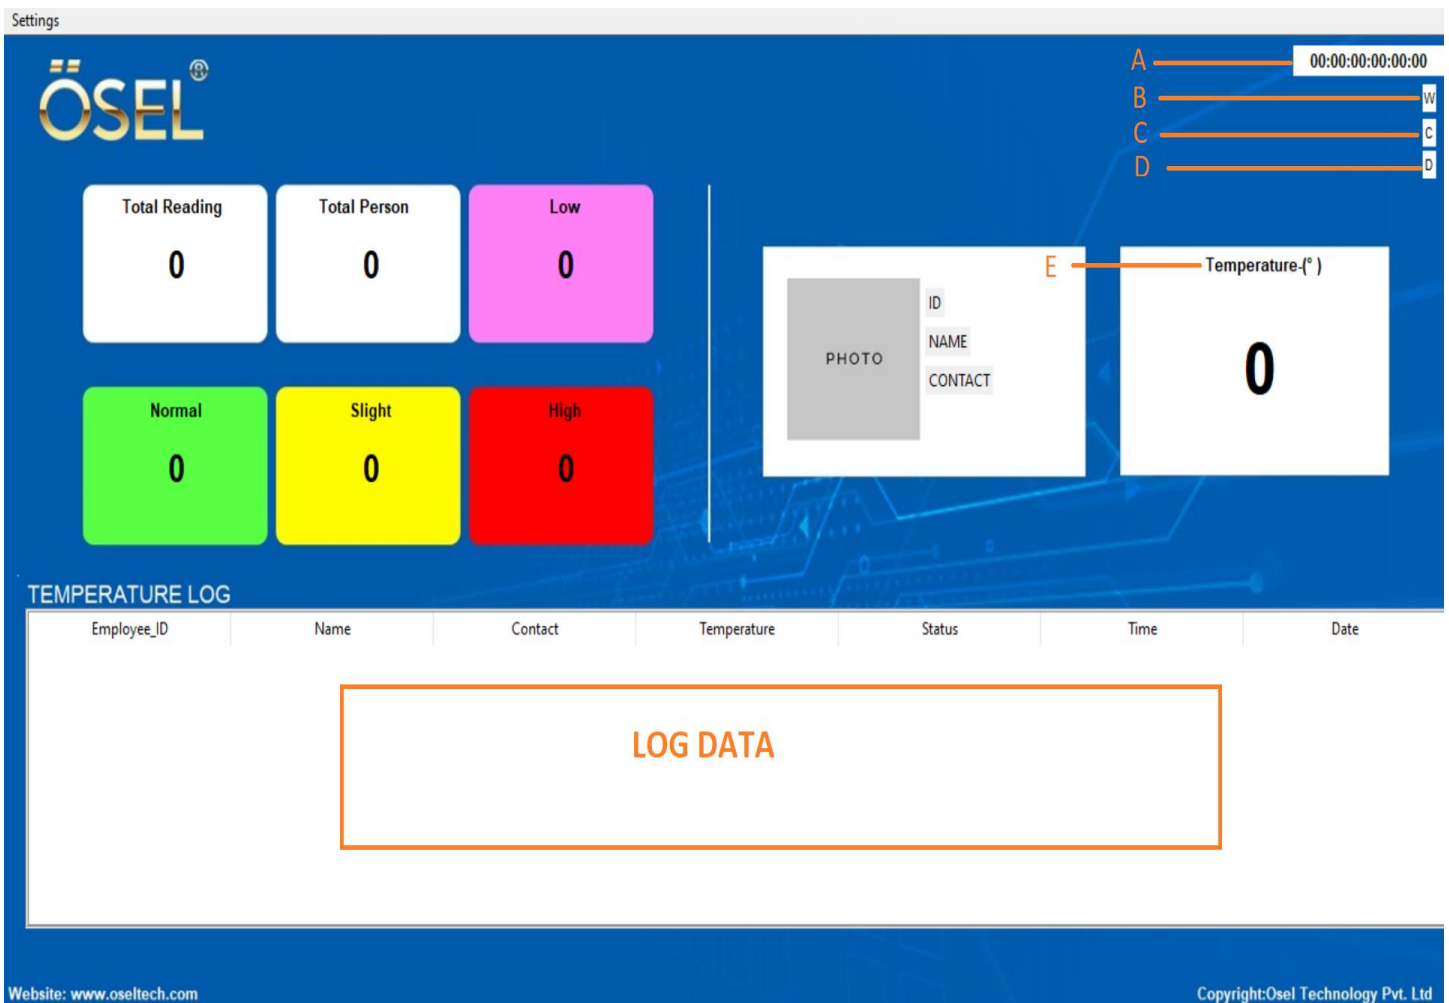 Settings
ÖSEL®
A
00:00:00:00:00:00
B
W
C
C
D
D
Total Reading
0
Total Person
0
Low
0
Normal
0
Slight
0
High
0
PHOTO
ID
NAME
CONTACT
E
Temperature-(° )
0
TEMPERATURE LOG
Employee_ID Name Contact Temperature Status Time Date
LOG DATA
Website: www.oseltech.com
Copyright:Osel Technology Pvt. Ltd